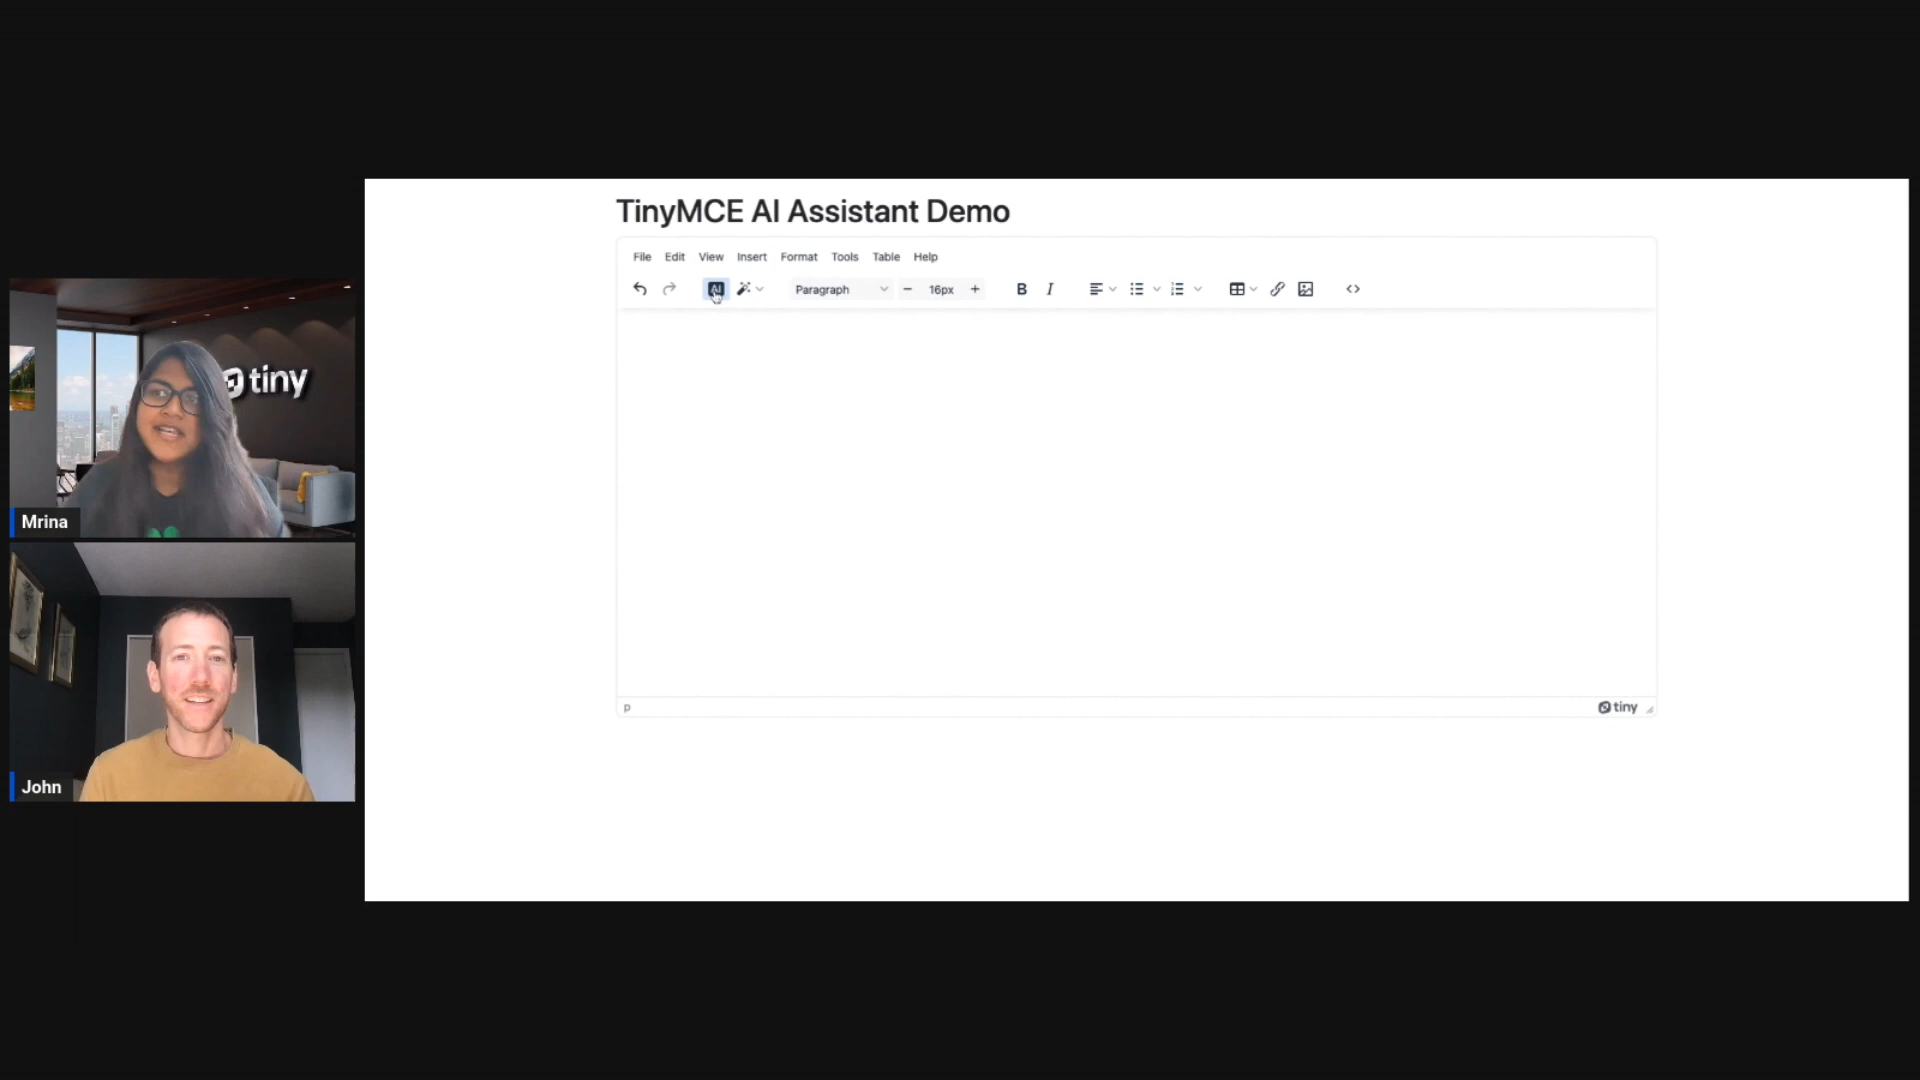 TinyMCE AI Assistant Demo
File Edit View Insert Format Tools Table Help
AI Paragraph 16px B I
tiny
Mrina
p tiny
John